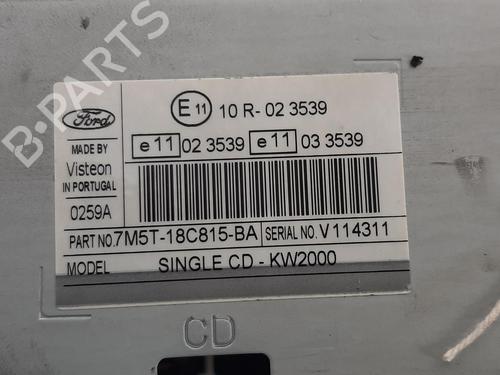 Ford
E 11 10 R- 02 3539
MADE BY
Visteon
IN PORTUGAL
e 11 02 3539 e 11 03 3539
0259A
PART NO. 7M5T-18C815-BA SERIAL NO. V114311
MODEL SINGLE CD - KW2000
CD
B-PARTS